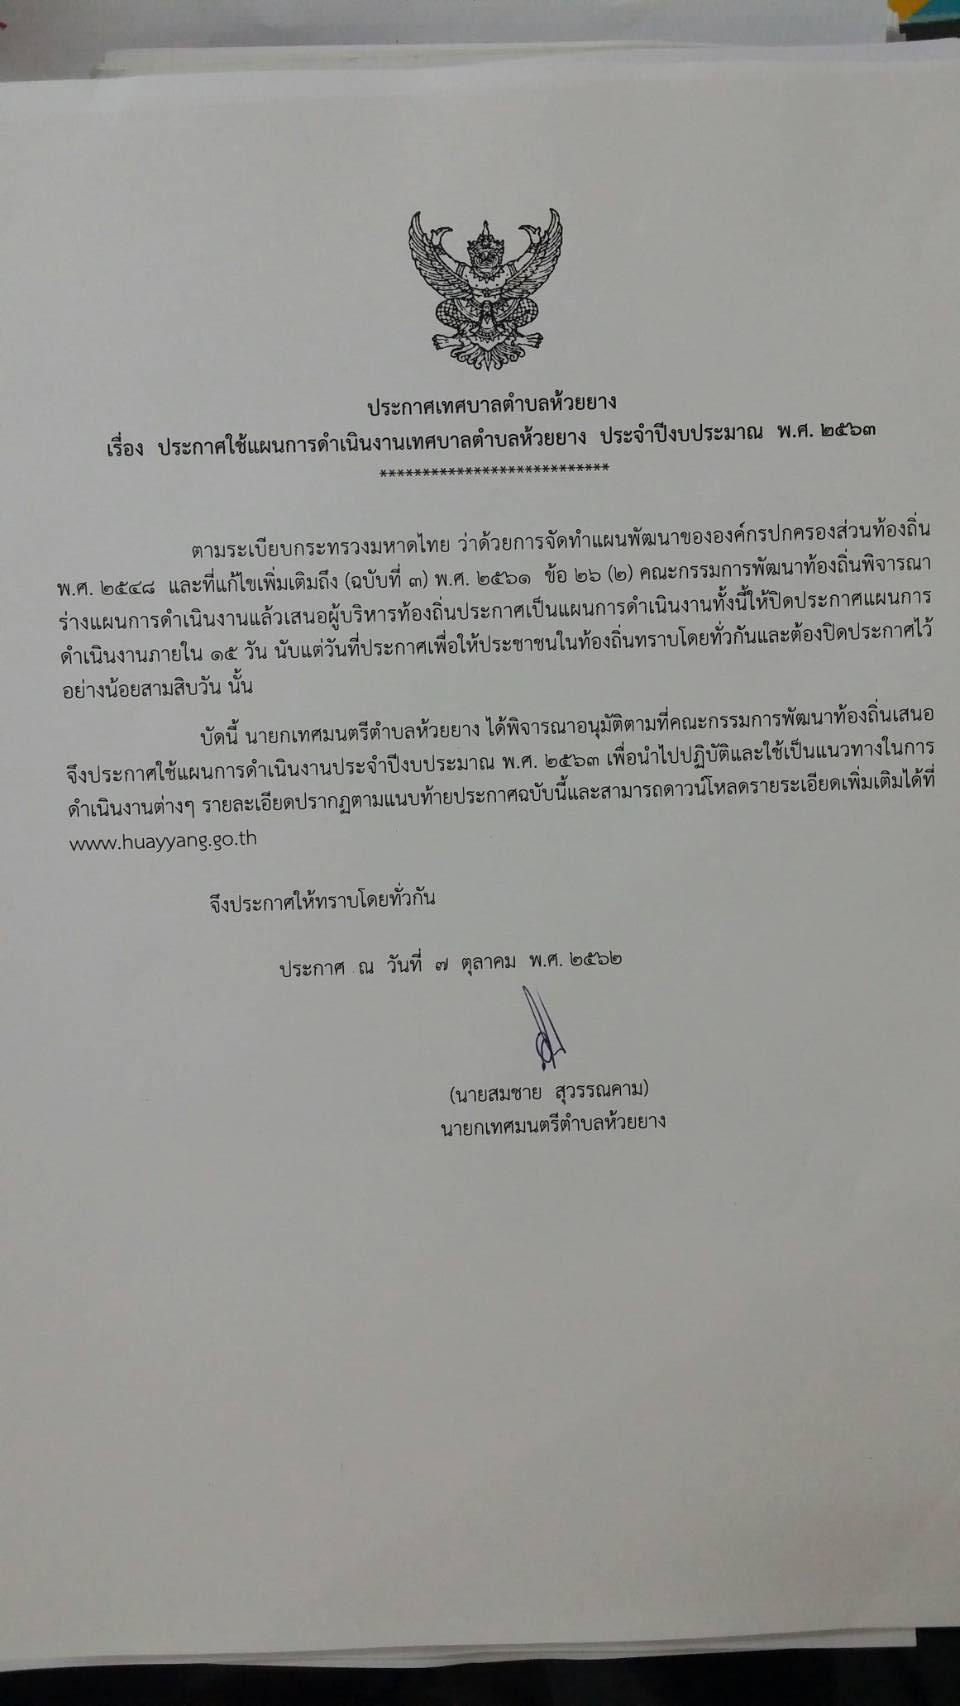 ประกาศเทศบาลตำบลห้วยยาง
เรื่อง ประกาศใช้แผนการดำเนินงานเทศบาลตำบลห้วยยาง ประจำปีงบประมาณ พ.ศ. ๒๕๖๓
***************************
ตามระเบียบกระทรวงมหาดไทย ว่าด้วยการจัดทำแผนพัฒนาขององค์กรปกครองส่วนท้องถิ่น
พ.ศ. ๒๕๔๘ และที่แก้ไขเพิ่มเติมถึง (ฉบับที่ ๓) พ.ศ. ๒๕๖๑ ข้อ ๒๖ (๒) คณะกรรมการพัฒนาท้องถิ่นพิจารณา
ร่างแผนการดำเนินงานแล้วเสนอผู้บริหารท้องถิ่นประกาศเป็นแผนการดำเนินงานทั้งนี้ให้ปิดประกาศแผนการ
ดำเนินงานภายใน ๑๕ วัน นับแต่วันที่ประกาศเพื่อให้ประชาชนในท้องถิ่นทราบโดยทั่วกันและต้องปิดประกาศไว้
อย่างน้อยสามสิบวัน นั้น
บัดนี้ นายกเทศมนตรีตำบลห้วยยาง ได้พิจารณาอนุมัติตามที่คณะกรรมการพัฒนาท้องถิ่นเสนอ
จึงประกาศใช้แผนการดำเนินงานประจำปีงบประมาณ พ.ศ. ๒๕๖๓ เพื่อนำไปปฏิบัติและใช้เป็นแนวทางในการ
ดำเนินงานต่างๆ รายละเอียดปรากฏตามแนบท้ายประกาศฉบับนี้และสามารถดาวน์โหลดรายระเอียดเพิ่มเติมได้ที่
www.huayyang.go.th
จึงประกาศให้ทราบโดยทั่วกัน
ประกาศ ณ วันที่ ๗ ตุลาคม พ.ศ. ๒๕๖๒
(นายสมชาย สุวรรณคาม)
นายกเทศมนตรีตำบลห้วยยาง